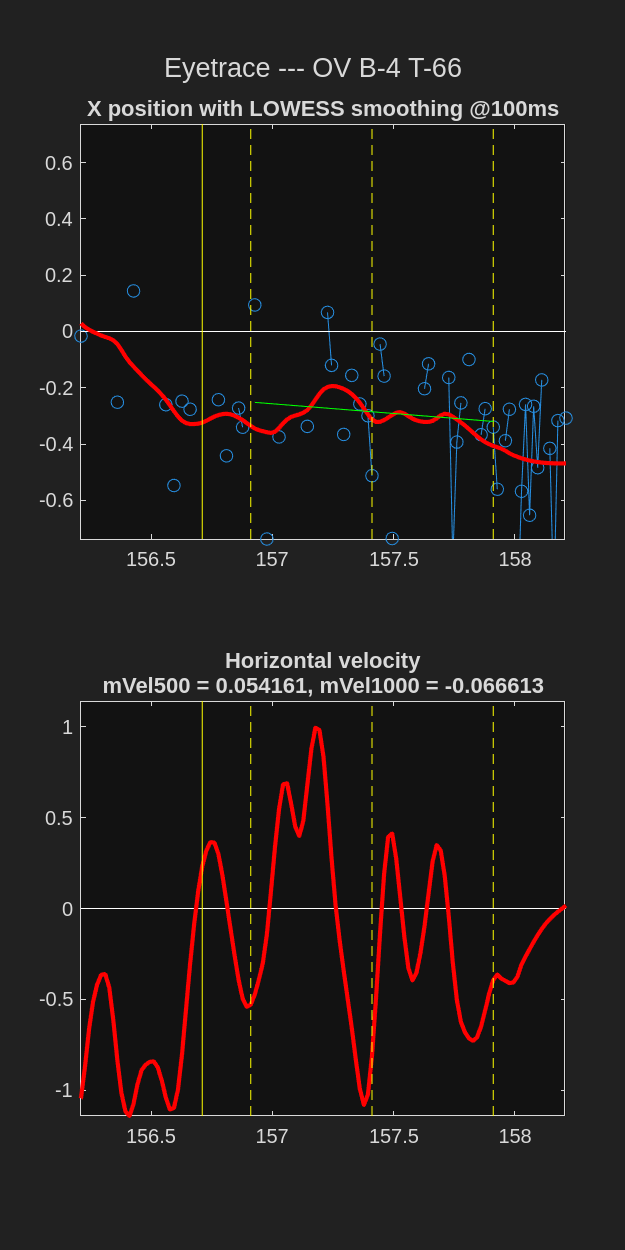 Eyetrace --- OV B-4 T-66
X position with LOWESS smoothing @100ms
0.6
0.4
0.2
0
-0.2
-0.4
-0.6
156.5 157 157.5 158
Horizontal velocity
mVel500 = 0.054161, mVel1000 = -0.066613
1
0.5
0
-0.5
-1
156.5 157 157.5 158